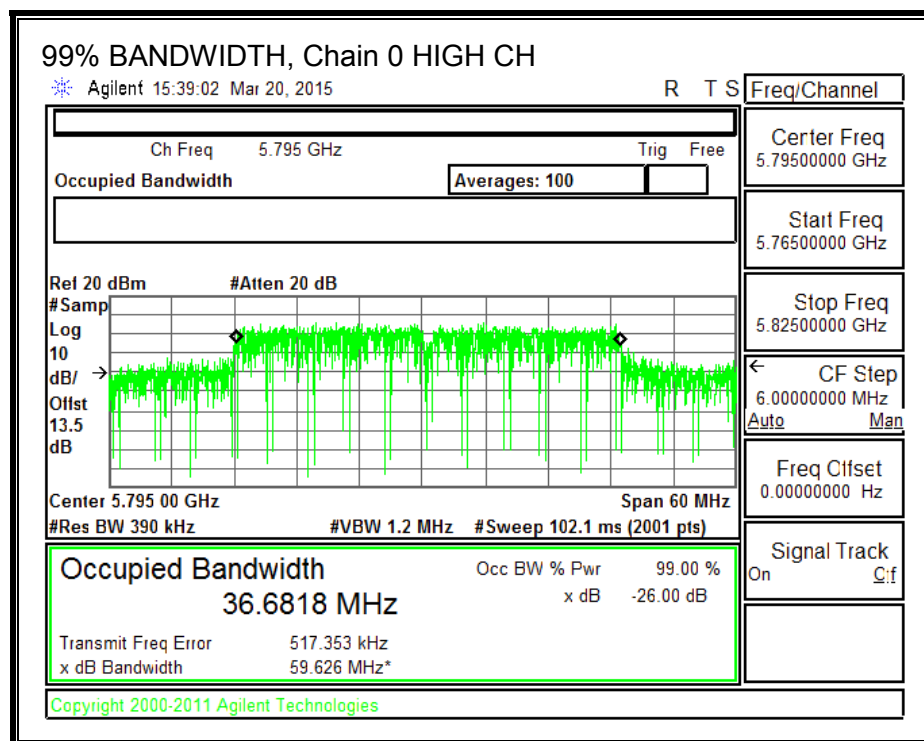 99% BANDWIDTH, Chain 0 HIGH CH
Agilent 15:39:02 Mar 20, 2015 R T S
Freq/Channel
Ch Freq 5.795 GHz Trig Free
Occupied Bandwidth Averages: 100
Center Freq
5.79500000 GHz
Start Freq
5.76500000 GHz
Stop Freq
5.82500000 GHz
CF Step
6.00000000 MHz
Auto Man
Freq Offset
0.00000000 Hz
Signal Track
On Off
Ref 20 dBm #Atten 20 dB
#Samp
Log
10
dB/
Offst
13.5
dB
Center 5.795 00 GHz Span 60 MHz
#Res BW 390 kHz #VBW 1.2 MHz #Sweep 102.1 ms (2001 pts)
Occupied Bandwidth Occ BW % Pwr 99.00 %
36.6818 MHz x dB -26.00 dB
Transmit Freq Error 517.353 kHz
x dB Bandwidth 59.626 MHz*
Copyright 2000-2011 Agilent Technologies